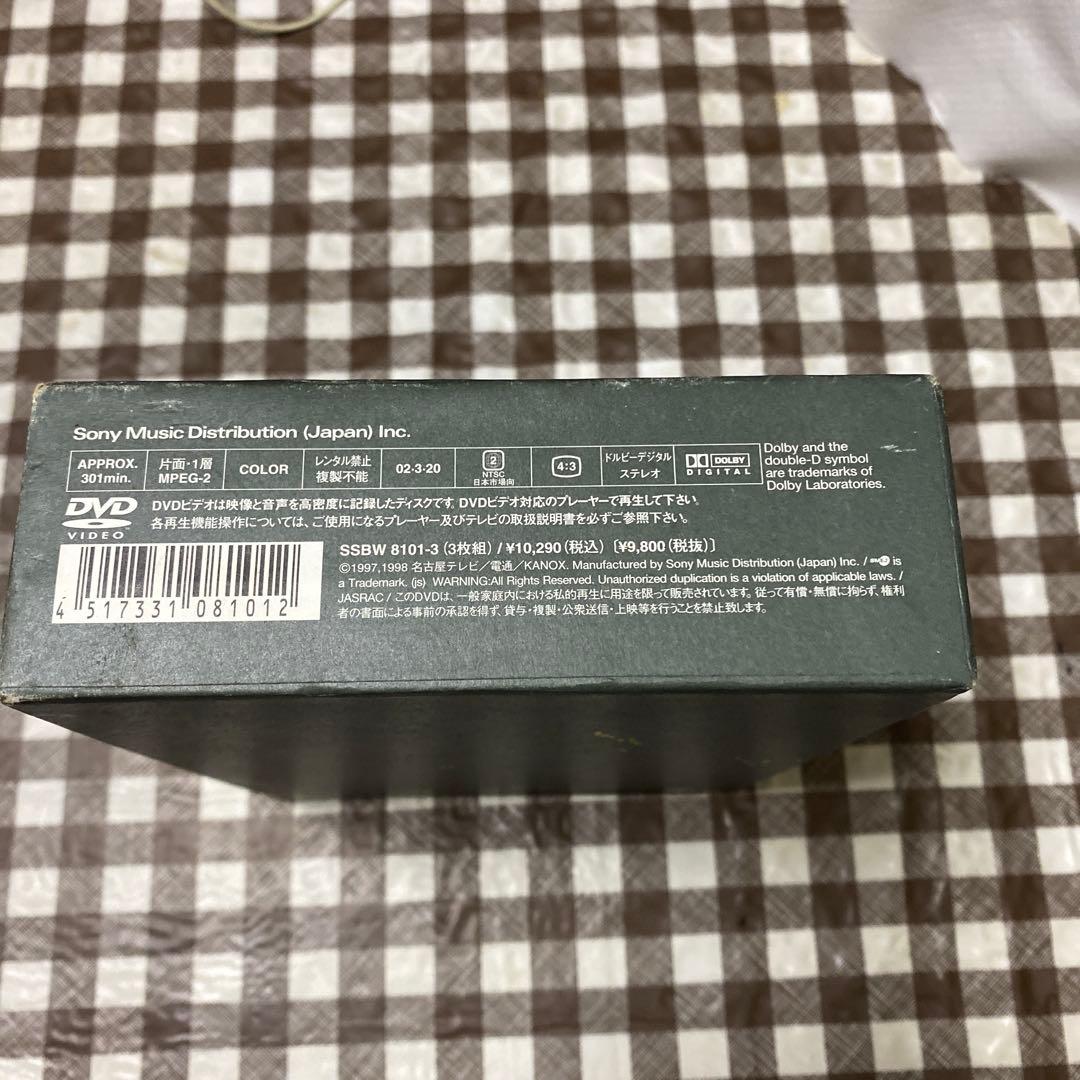 Sony Music Distribution (Japan) Inc.
APPROX. 301min.
片面・1層 MPEG-2
COLOR
レンタル禁止 複製不能
02・3・20
2 NTSC 日本市場向
4:3
ドルビーデジタル ステレオ
DOLBY DIGITAL
Dolby and the
double-D symbol
are trademarks of
Dolby Laboratories.
DVD VIDEO
DVDビデオは映像と音声を高密度に記録したディスクです。DVDビデオ対応のプレーヤーで再生して下さい。
各再生機能操作については、ご使用になるプレーヤー及びテレビの取扱説明書を必ずご参照下さい。
4 517331 081012
SSBW 8101-3 (3枚組) / ¥10,290(税込) [¥9,800(税抜)]
©1997,1998 名古屋テレビ/電通/KANOX. Manufactured by Sony Music Distribution (Japan) Inc. / is
a Trademark. (js) WARNING:All Rights Reserved. Unauthorized duplication is a violation of applicable laws. /
JASRAC / このDVDは、一般家庭内における私的再生に用途を限って販売されています。従って有償・無償に拘らず、権利
者の書面による事前の承認を得ず、貸与・複製・公衆送信・上映等を行うことを禁止致します。